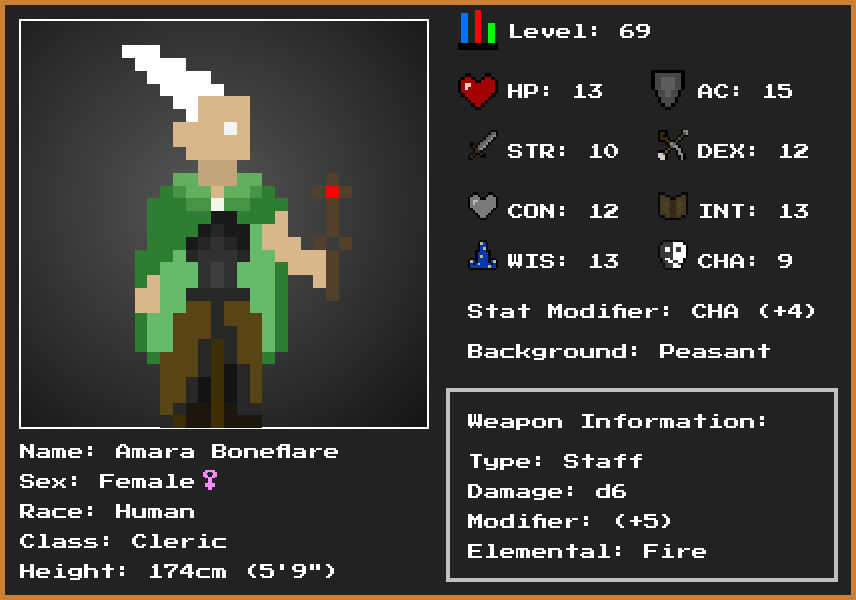 Level: 69
HP: 13
AC: 15
STR: 10
DEX: 12
CON: 12
INT: 13
WIS: 13
CHA: 9
Stat Modifier: CHA (+4)
Background: Peasant
Weapon Information:
Type: Staff
Damage: d6
Modifier: (+5)
Elemental: Fire
Name: Amara Boneflare
Sex: Female♀
Race: Human
Class: Cleric
Height: 174cm (5'9")